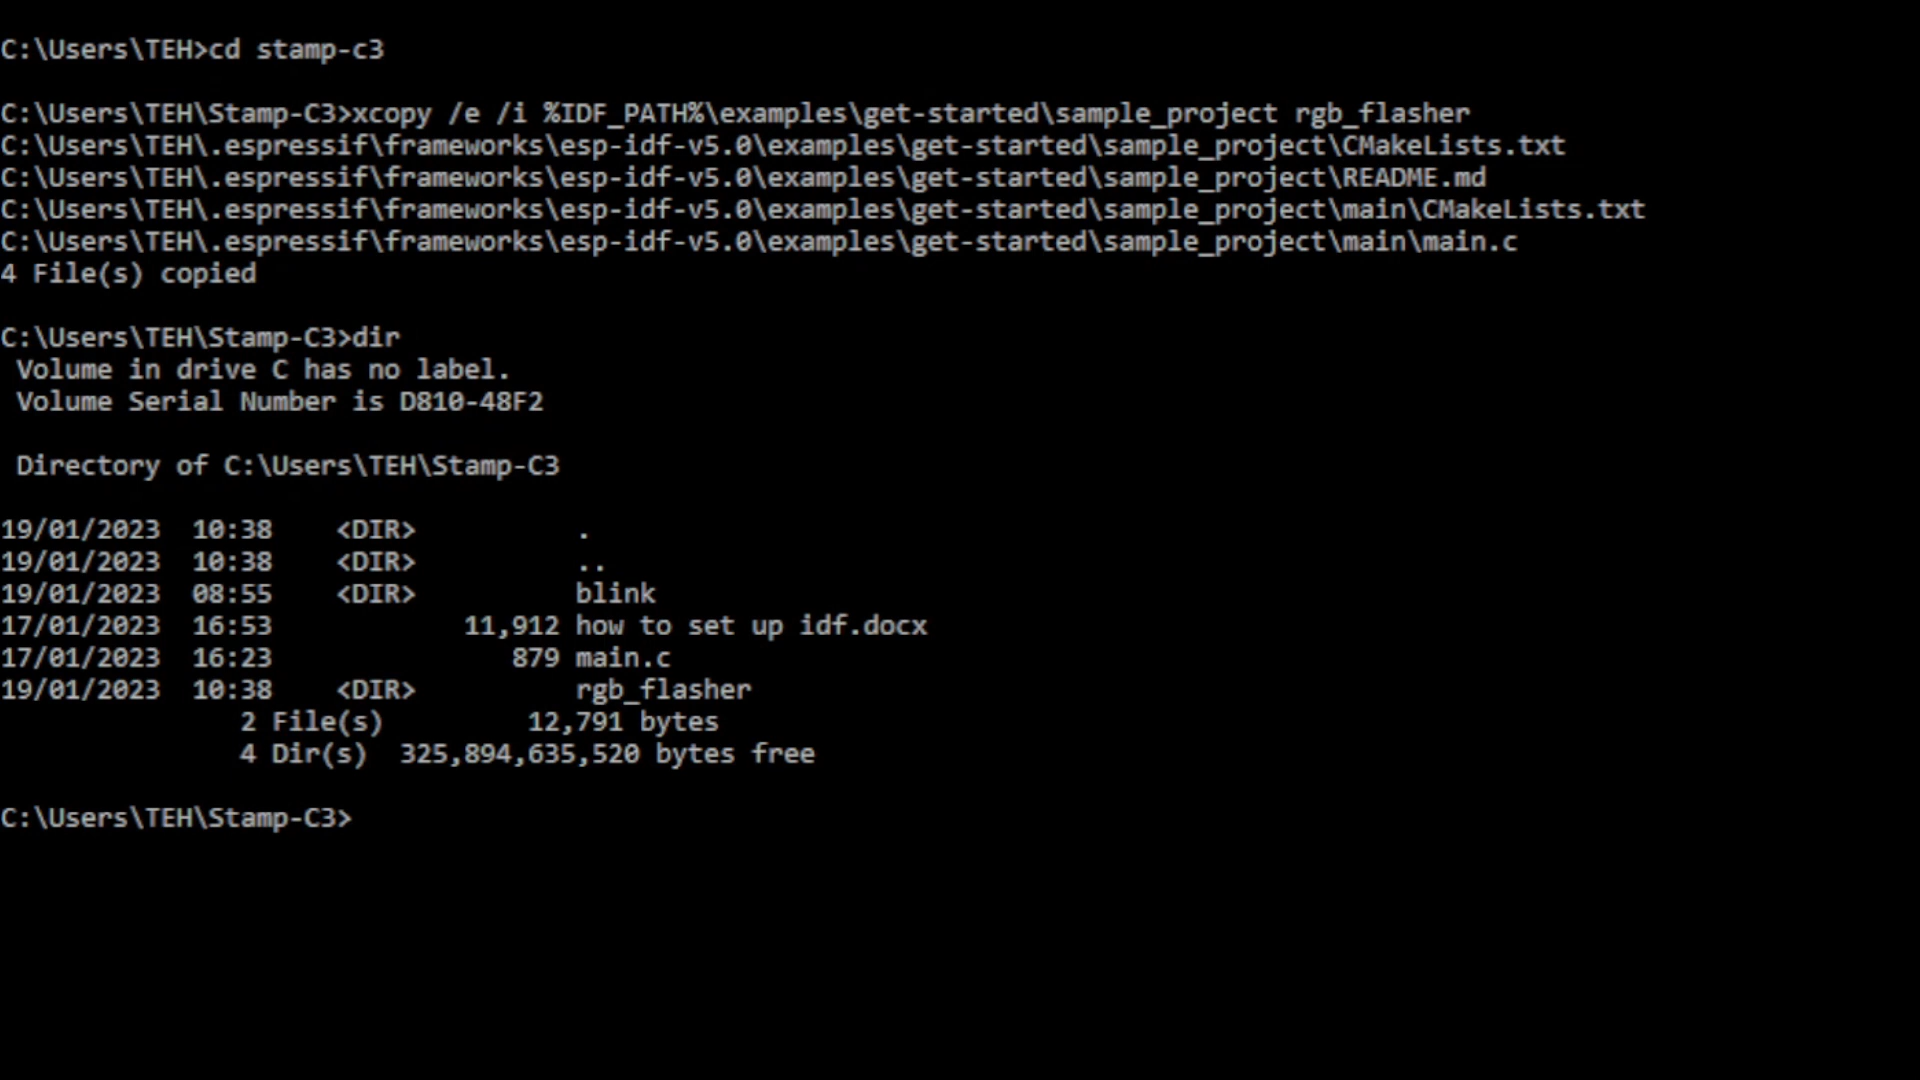 C:\Users\TEH>cd stamp-c3
C:\Users\TEH\Stamp-C3>xcopy /e /i %IDF_PATH%\examples\get-started\sample_project rgb_flasher
C:\Users\TEH\.espressif\frameworks\esp-idf-v5.0\examples\get-started\sample_project\CMakeLists.txt
C:\Users\TEH\.espressif\frameworks\esp-idf-v5.0\examples\get-started\sample_project\README.md
C:\Users\TEH\.espressif\frameworks\esp-idf-v5.0\examples\get-started\sample_project\main\CMakeLists.txt
C:\Users\TEH\.espressif\frameworks\esp-idf-v5.0\examples\get-started\sample_project\main\main.c
4 File(s) copied
C:\Users\TEH\Stamp-C3>dir
Volume in drive C has no label.
Volume Serial Number is D810-48F2
Directory of C:\Users\TEH\Stamp-C3
19/01/2023  10:38    <DIR>          .
19/01/2023  10:38    <DIR>          ..
19/01/2023  08:55    <DIR>          blink
17/01/2023  16:53            11,912 how to set up idf.docx
17/01/2023  16:23               879 main.c
19/01/2023  10:38    <DIR>          rgb_flasher
2 File(s)         12,791 bytes
4 Dir(s)  325,894,635,520 bytes free
C:\Users\TEH\Stamp-C3>